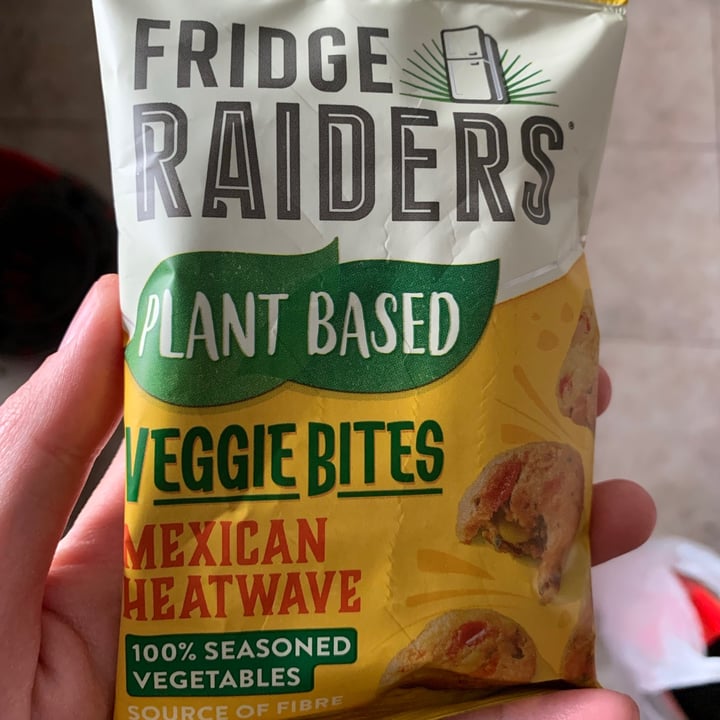 FRIDGE
RAIDERS®
PLANT BASED
VEGGIE BITES
MEXICAN
HEATWAVE
100% SEASONED
VEGETABLES
SOURCE OF FIBRE